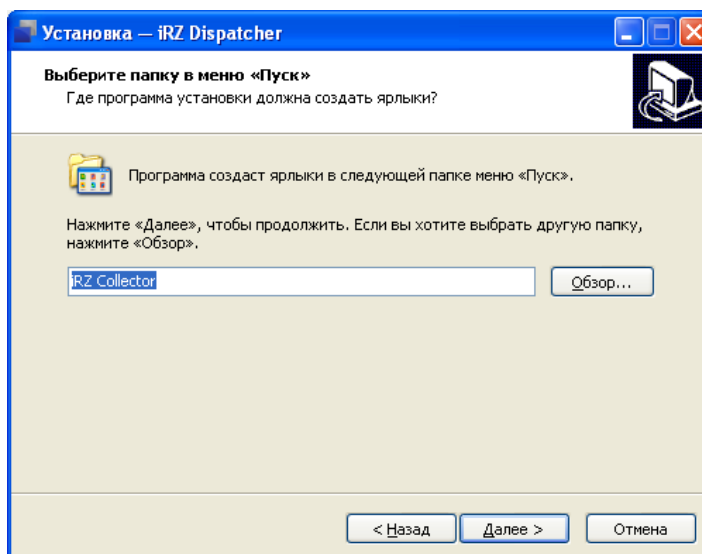 Установка — iRZ Dispatcher
Выберите папку в меню «Пуск»
Где программа установки должна создать ярлыки?
Программа создаст ярлыки в следующей папке меню «Пуск».
Нажмите «Далее», чтобы продолжить. Если вы хотите выбрать другую папку,
нажмите «Обзор».
iRZ Collector
Обзор...
< Назад
Далее >
Отмена